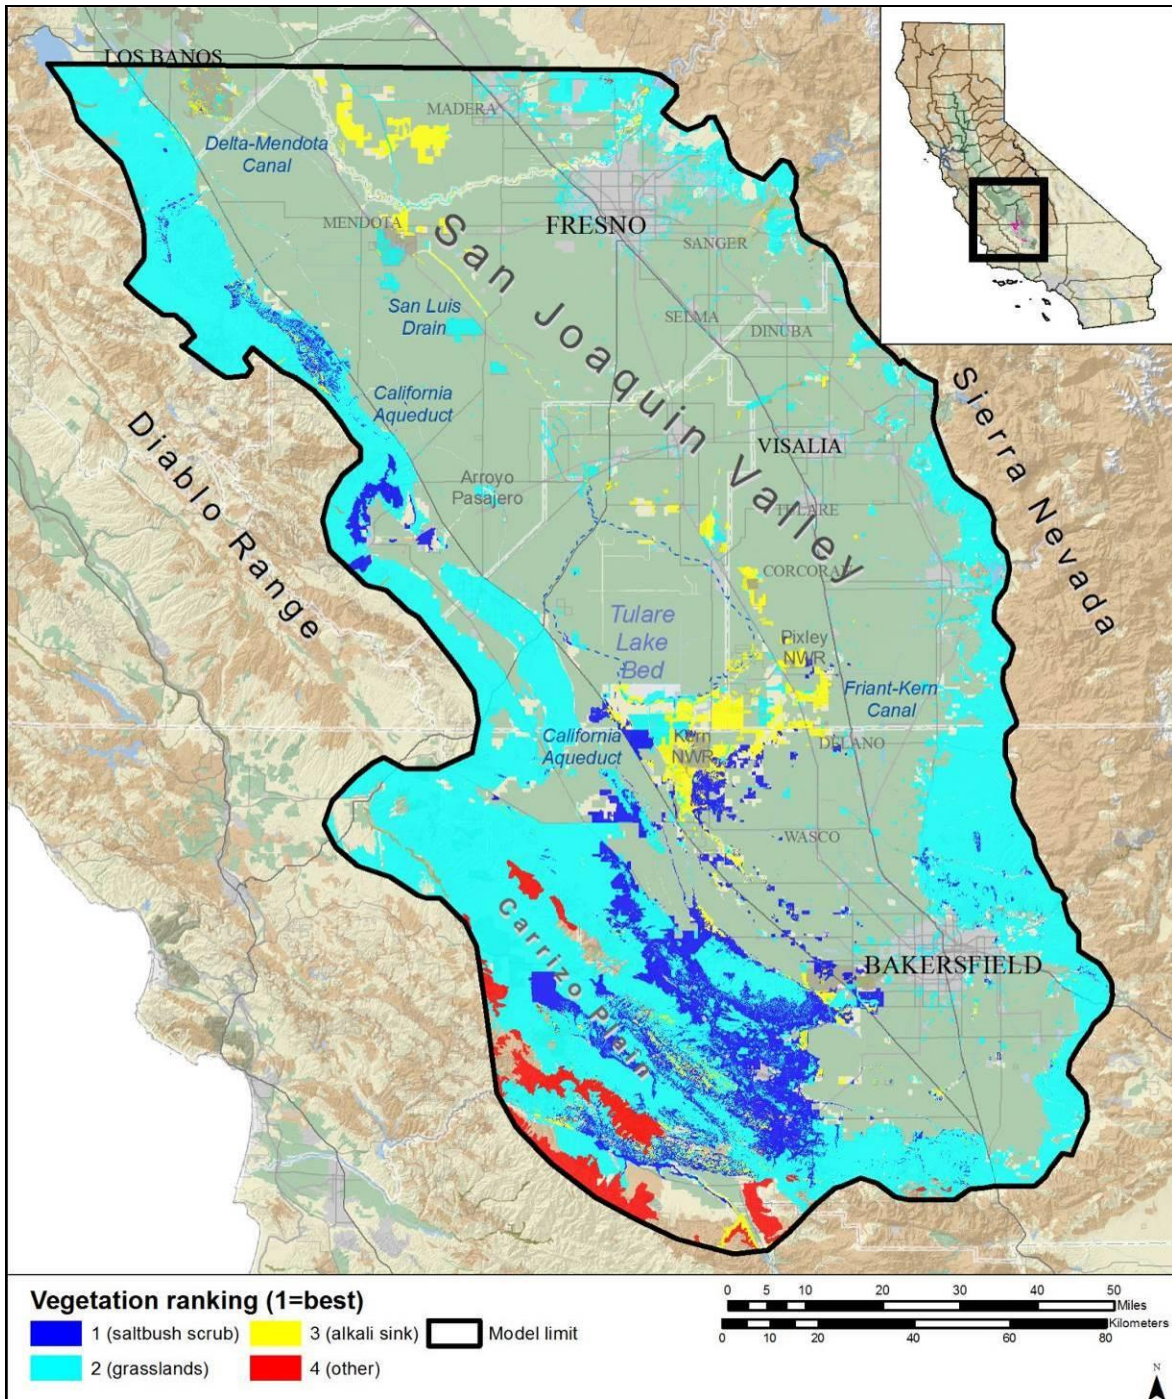 LOS BANOS
MADERA
Delta-Mendota
Canal
MENDOTA
FRESNO
SANGER
San Joaquin Valley
San Luis
Drain
SELMA
DINUBA
California
Aqueduct
Sierra Nevada
Diablo Range
VISALIA
Arroyo
Pasajero
TULARE
CORCORAN
Tulare
Lake
Bed
Pixley
NWR
Friant-Kern
Canal
California
Aqueduct
Kern
NWR
DELANO
WASCO
Carrizo Plain
BAKERSFIELD
Vegetation ranking (1=best)
1 (saltbush scrub)
3 (alkali sink)
Model limit
2 (grasslands)
4 (other)
0 5 10 20 30 40 50
Miles
Kilometers
0 10 20 40 60 80
N